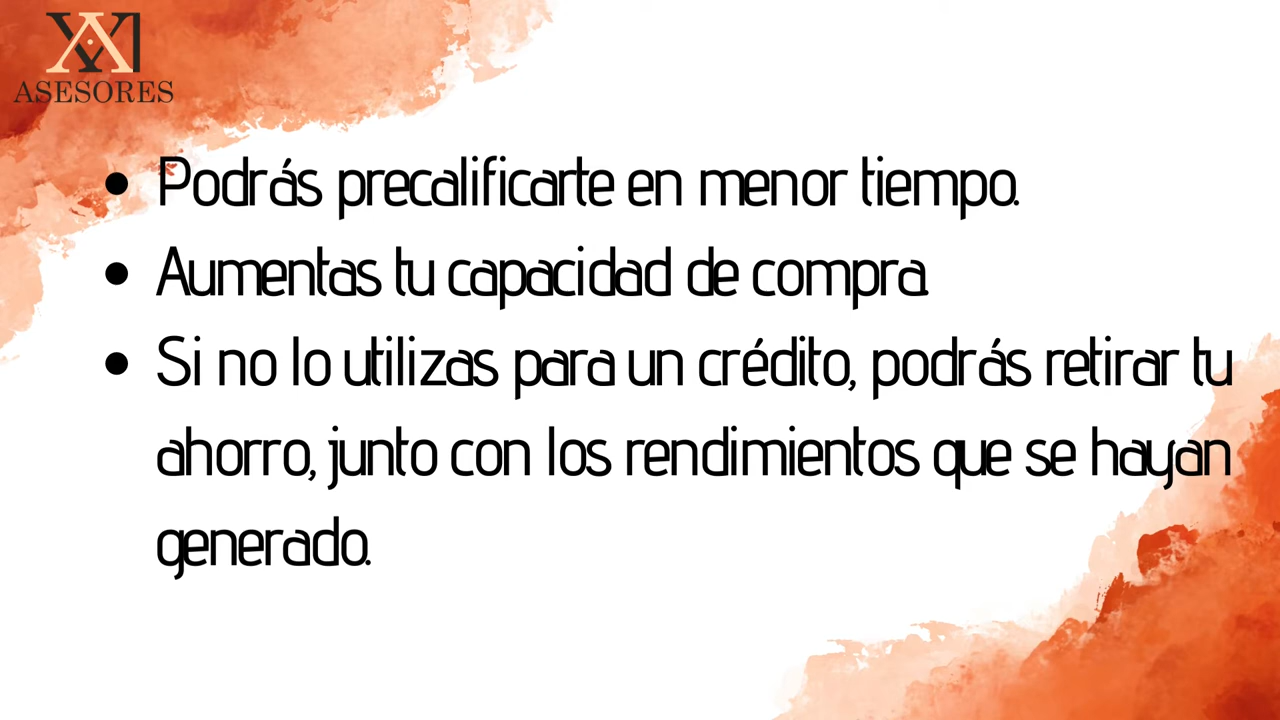 ASESORES
• Podrás precalificarte en menor tiempo.
• Aumentas tu capacidad de compra.
• Si no lo utilizas para un crédito, podrás retirar tu
ahorro, junto con los rendimientos que se hayan
generado.